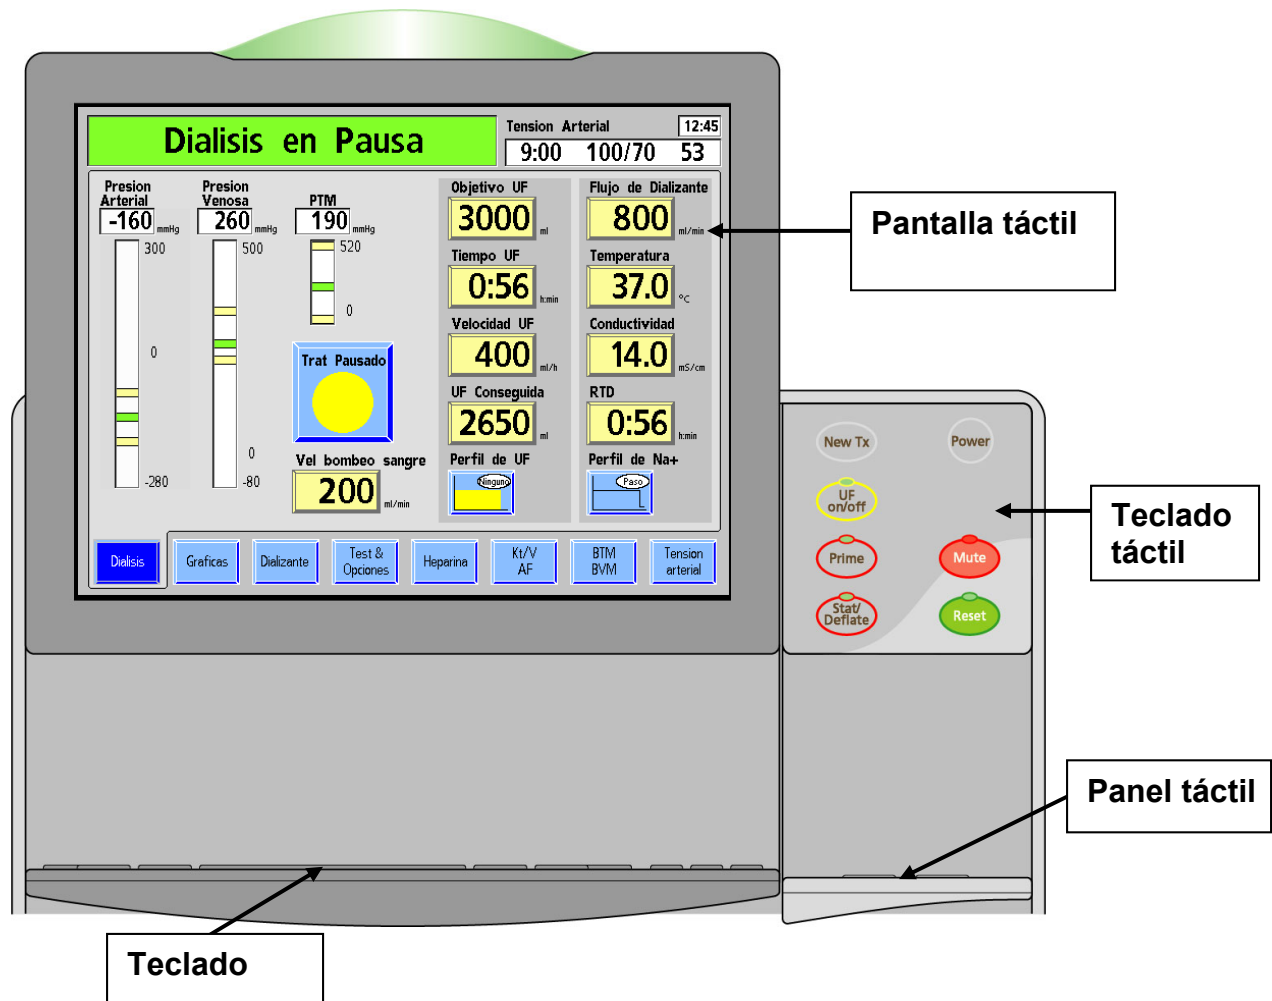 Dialisis en Pausa
Tension Arterial 12:45
9:00 100/70 53
Presion Arterial
-160 mmHg
300
0
-280
Presion Venosa
260 mmHg
500
0
-80
PTM
190 mmHg
520
0
Trat Pausado
Vel bombeo sangre
200 ml/min
Objetivo UF
3000 ml
Tiempo UF
0:56 h:min
Velocidad UF
400 ml/h
UF Conseguida
2650 ml
Perfil de UF
Ninguno
Flujo de Dializante
800 ml/min
Temperatura
37.0 °C
Conductividad
14.0 mS/cm
RTD
0:56 h:min
Perfil de Na+
Paso
Dialisis
Graficas
Dializante
Test &
Opciones
Heparina
Kt/V
AF
BTM
BVM
Tension
arterial
New Tx
Power
UF
on/off
Prime
Mute
Stat/
Deflate
Reset
Pantalla táctil
Teclado
táctil
Panel táctil
Teclado